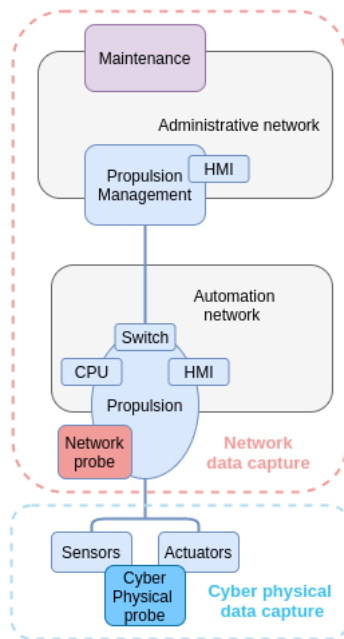 Maintenance
Administrative network
HMI
Propulsion
Management
Automation
network
Switch
CPU
HMI
Propulsion
Network
probe
Network
data capture
Sensors
Actuators
Cyber
Physical
probe
Cyber physical
data capture